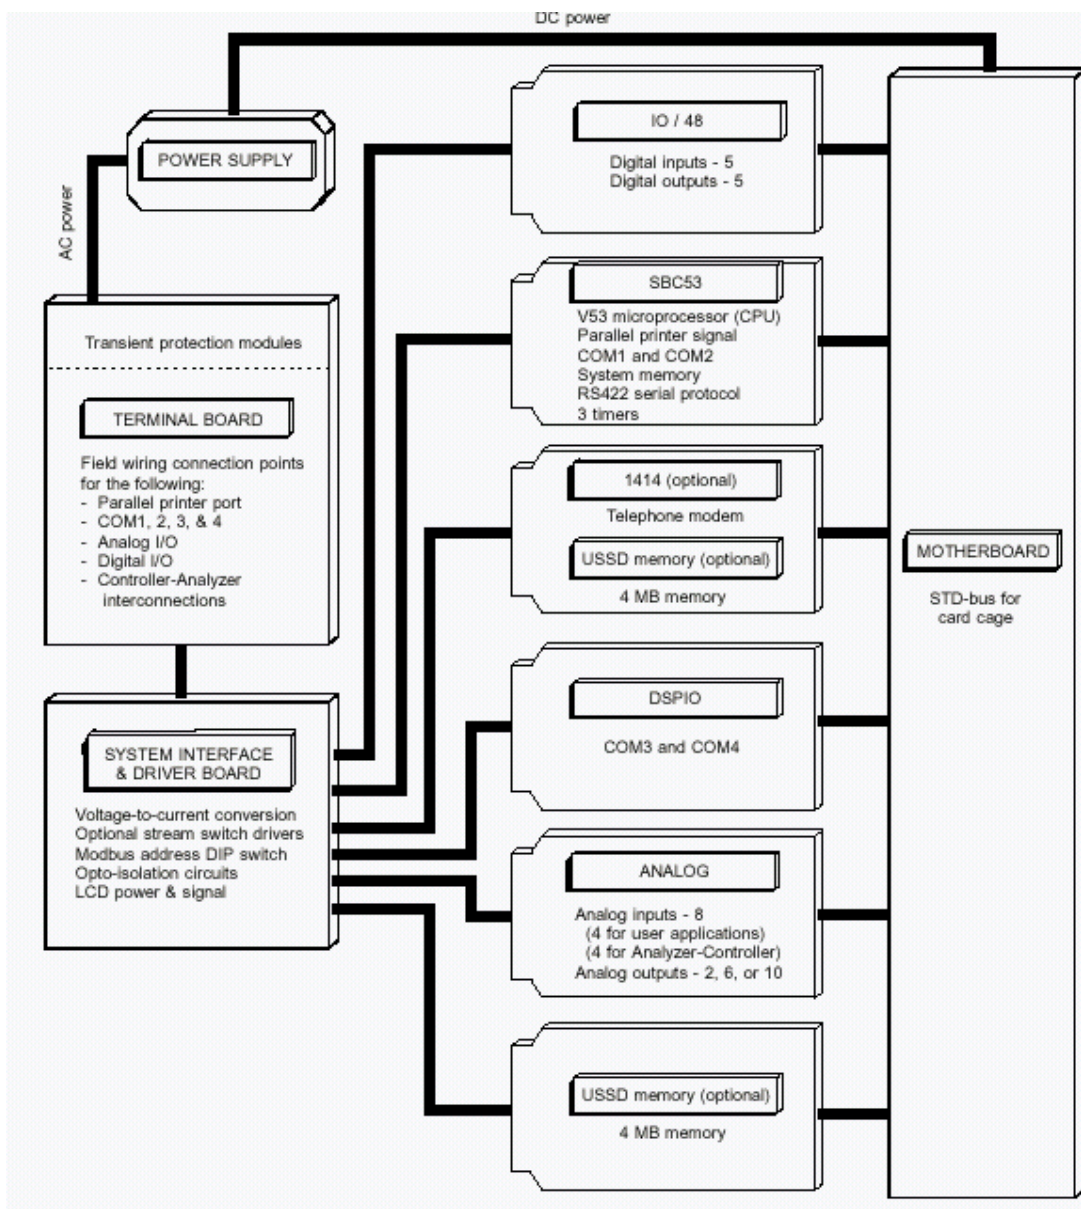 DC power
POWER SUPPLY
AC power
Transient protection modules
TERMINAL BOARD
Field wiring connection points
for the following:
- Parallel printer port
- COM1, 2, 3, & 4
- Analog I/O
- Digital I/O
- Controller-Analyzer
interconnections
SYSTEM INTERFACE
& DRIVER BOARD
Voltage-to-current conversion
Optional stream switch drivers
Modbus address DIP switch
Opto-isolation circuits
LCD power & signal
IO / 48
Digital inputs - 5
Digital outputs - 5
SBC53
V53 microprocessor (CPU)
Parallel printer signal
COM1 and COM2
System memory
RS422 serial protocol
3 timers
1414 (optional)
Telephone modem
USSD memory (optional)
4 MB memory
DSPIO
COM3 and COM4
ANALOG
Analog inputs - 8
(4 for user applications)
(4 for Analyzer-Controller)
Analog outputs - 2, 6, or 10
USSD memory (optional)
4 MB memory
MOTHERBOARD
STD-bus for
card cage